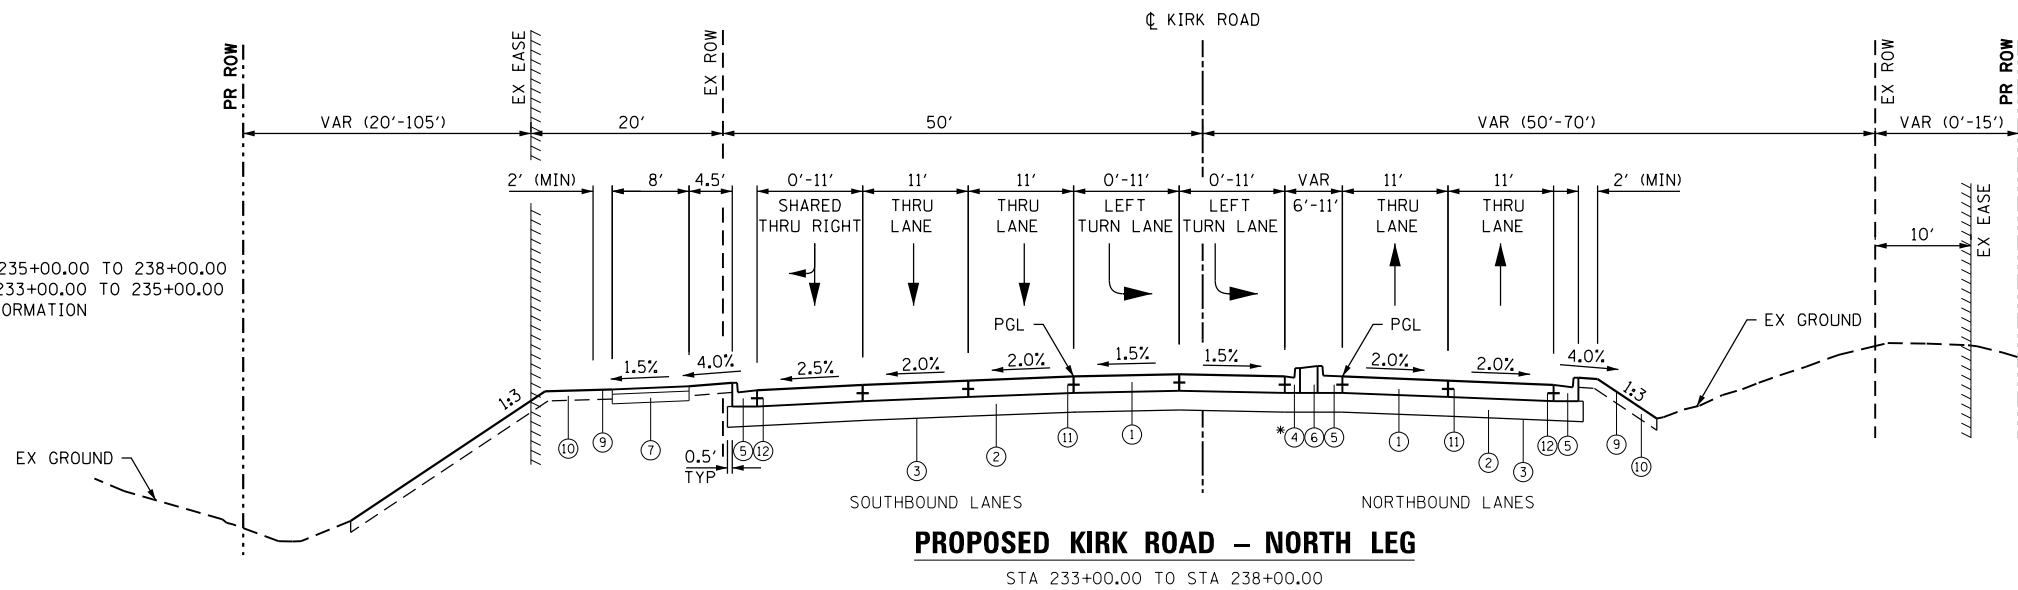 ℄ KIRK ROAD
PR ROW
EX EASE
EX ROW
EX ROW
PR ROW
VAR (20'-105')
20'
50'
VAR (50'-70')
VAR (0'-15')
2' (MIN)
8'
4.5'
0'-11'
11'
11'
0'-11'
0'-11'
VAR
6'-11'
11'
11'
2' (MIN)
SHARED
THRU RIGHT
THRU
LANE
THRU
LANE
LEFT
TURN LANE
LEFT
TURN LANE
THRU
LANE
THRU
LANE
10'
EX EASE
235+00.00 TO 238+00.00
233+00.00 TO 235+00.00
ORMATION
PGL
PGL
EX GROUND
1:3
1.5%
4.0%
2.5%
2.0%
2.0%
1.5%
1.5%
2.0%
2.0%
4.0%
1:3
EX GROUND
10
9
7
0.5'
TYP
5
12
3
2
11
1
*
4
6
5
1
11
2
3
12
5
9
10
SOUTHBOUND LANES
NORTHBOUND LANES
PROPOSED KIRK ROAD – NORTH LEG
STA 233+00.00 TO STA 238+00.00